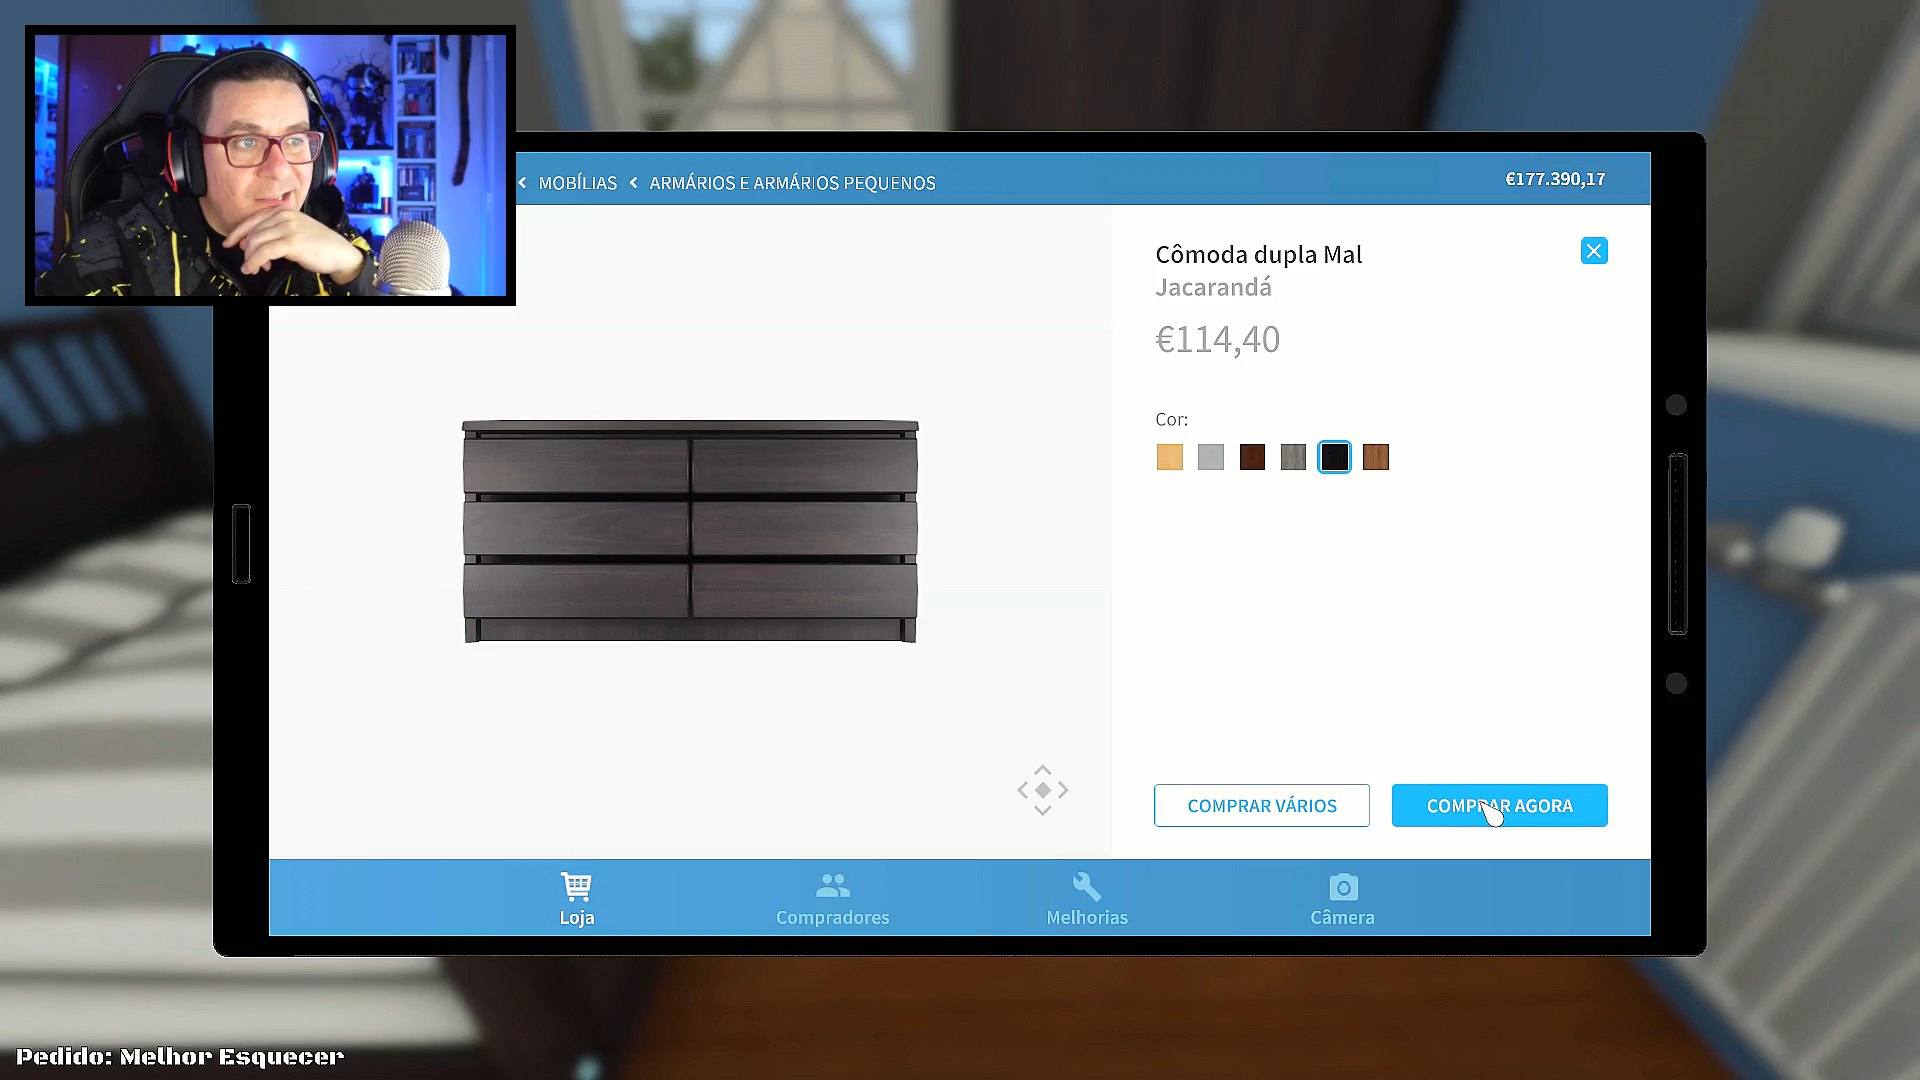 MOBÍLIAS ARMÁRIOS E ARMÁRIOS PEQUENOS
€177.390,17
Cômoda dupla Mal
Jacarandá
€114,40
Cor:
COMPRAR VÁRIOS
COMPRAR AGORA
Loja
Compradores
Melhorias
Câmera
Pedido: Melhor Esquecer